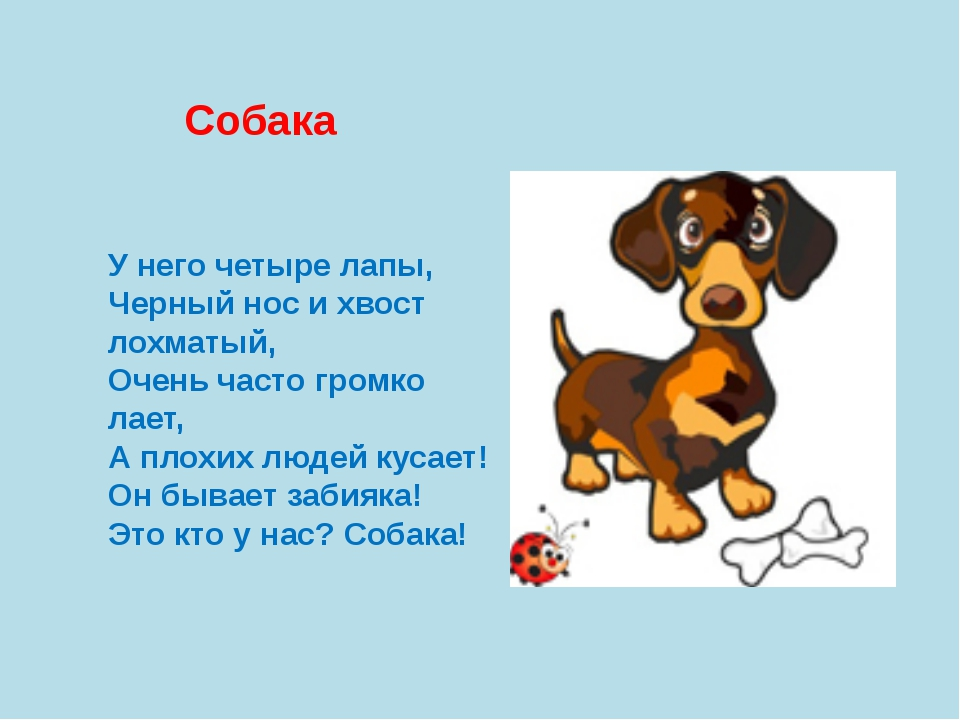 Собака
У него четыре лапы,
Черный нос и хвост
лохматый,
Очень часто громко
лает,
А плохих людей кусает!
Он бывает забияка!
Это кто у нас? Собака!